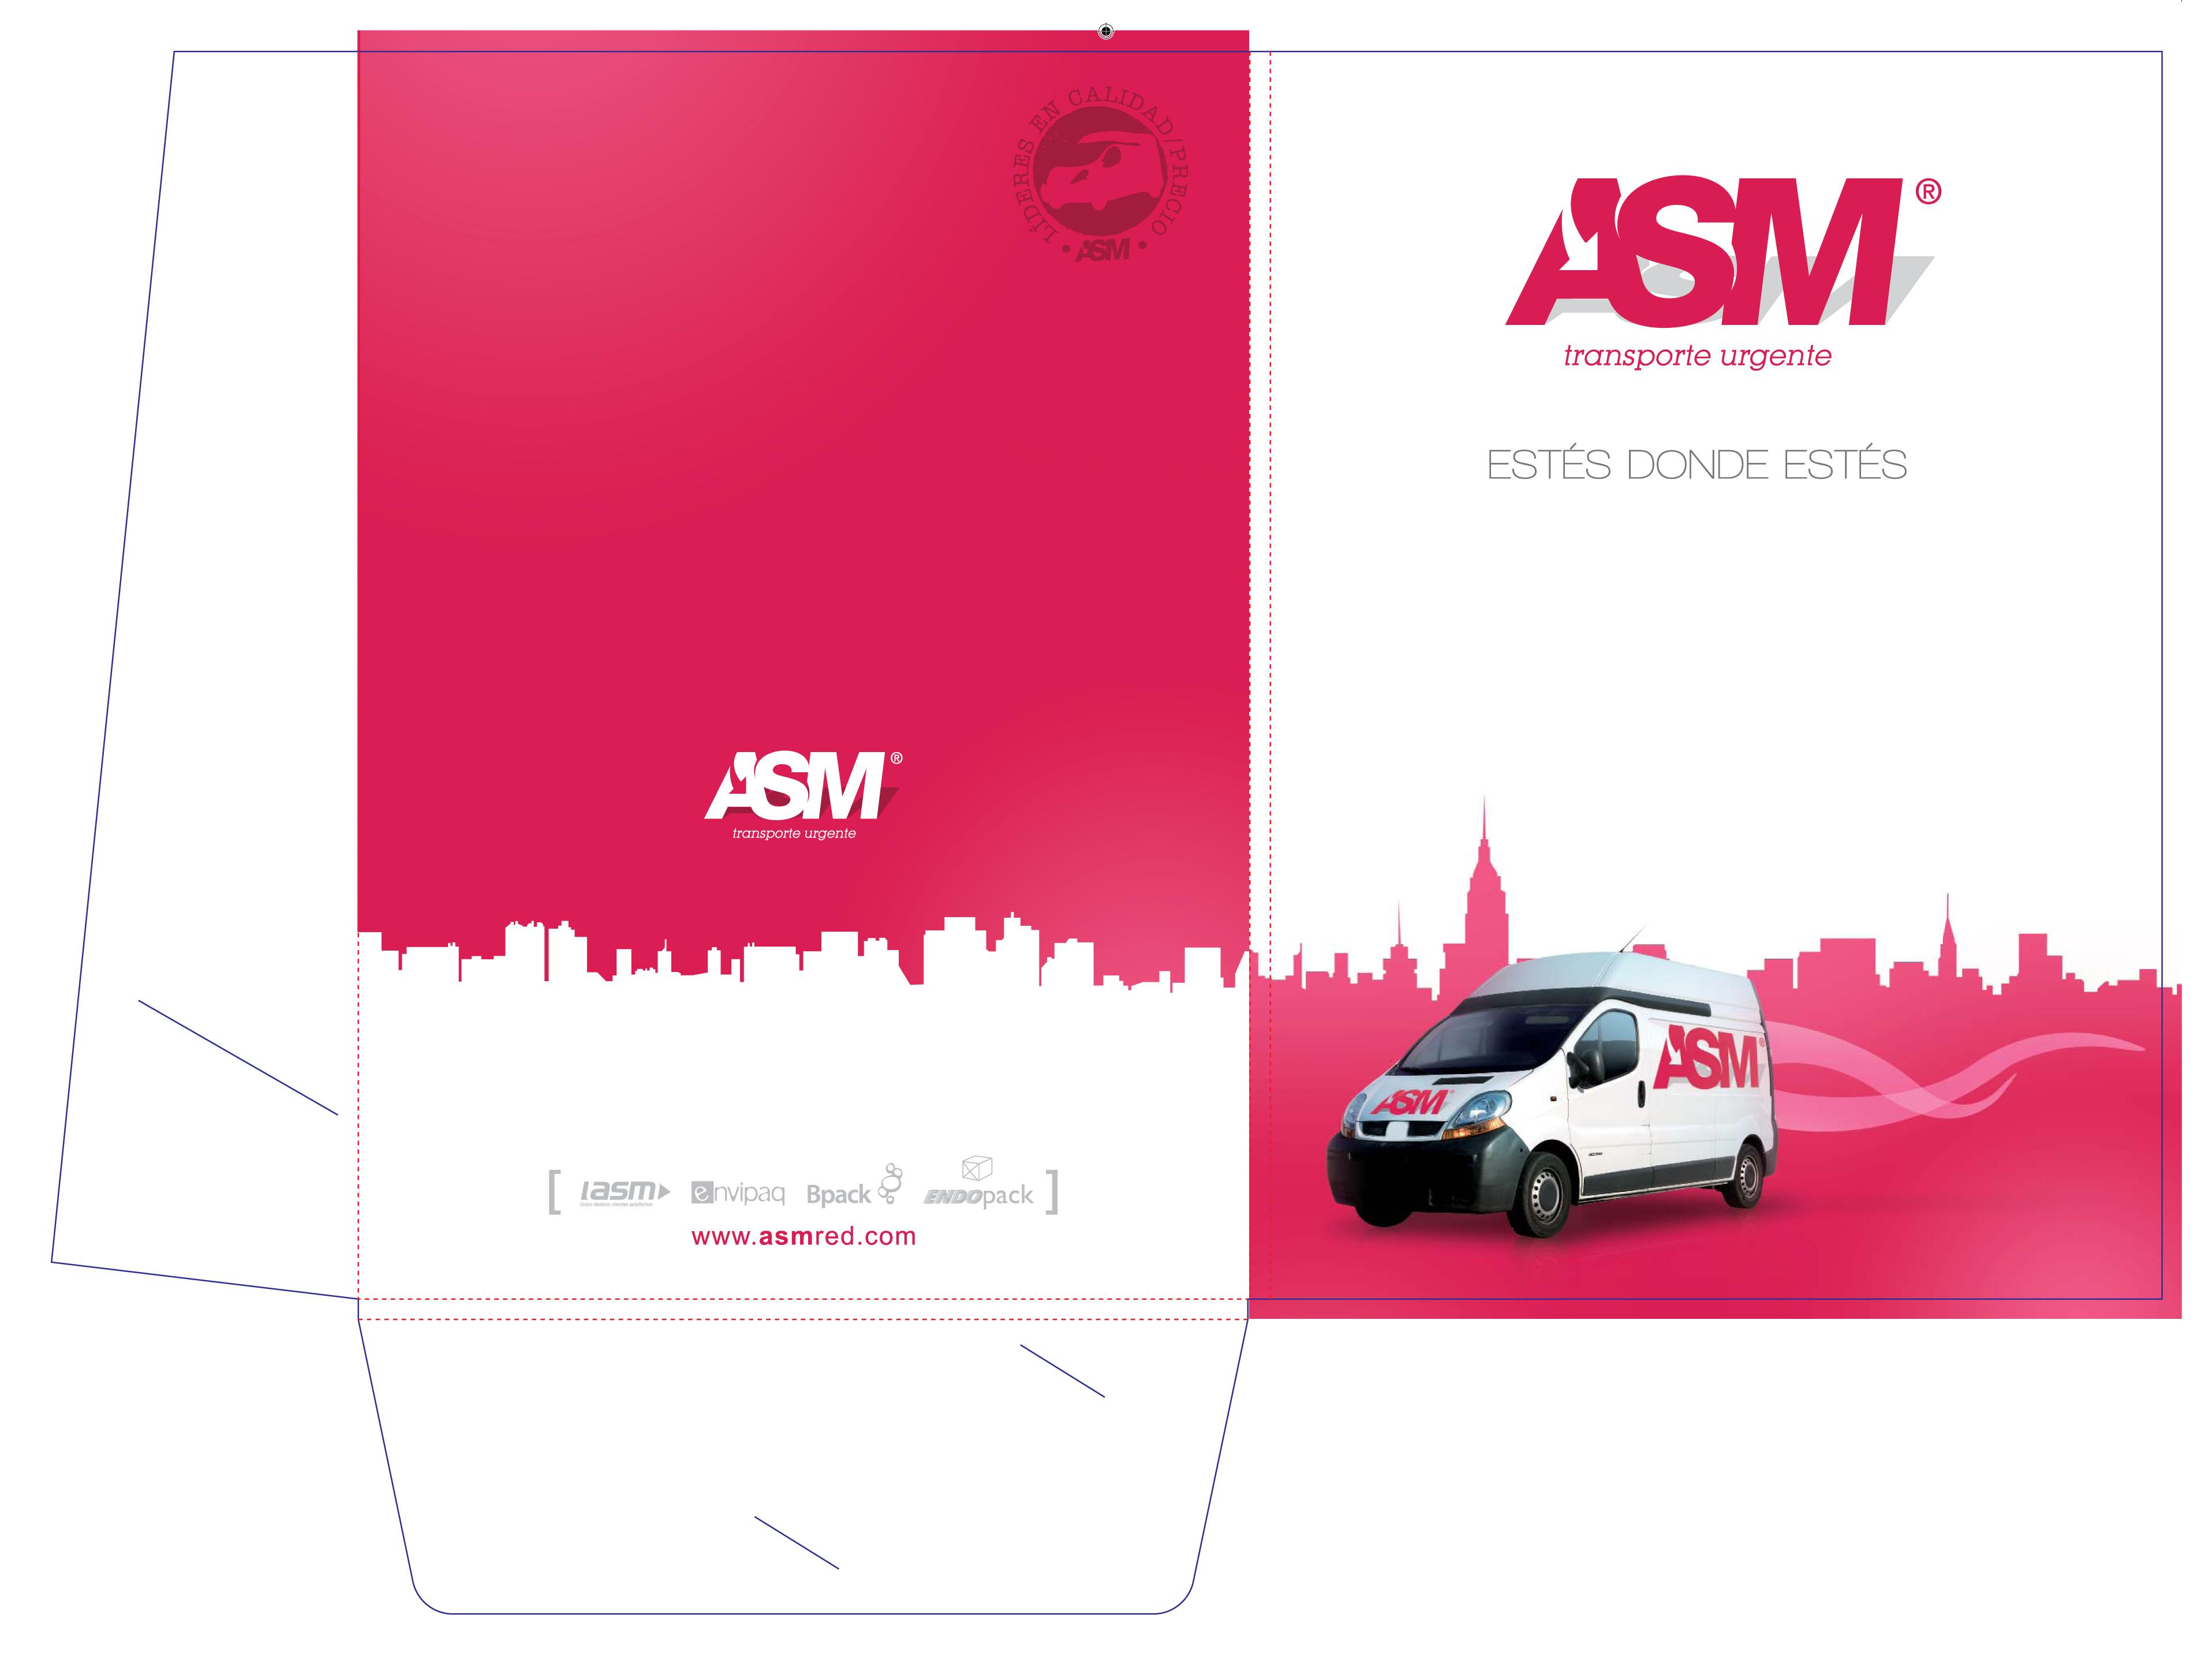 LÍDERES EN CALIDAD/PRECIO
• ASM •
ASM®
transporte urgente
1asm
envipaq
Bpack
ENDOpack
www.asmred.com
ASM®
transporte urgente
ESTÉS DONDE ESTÉS
ASM®
ASM